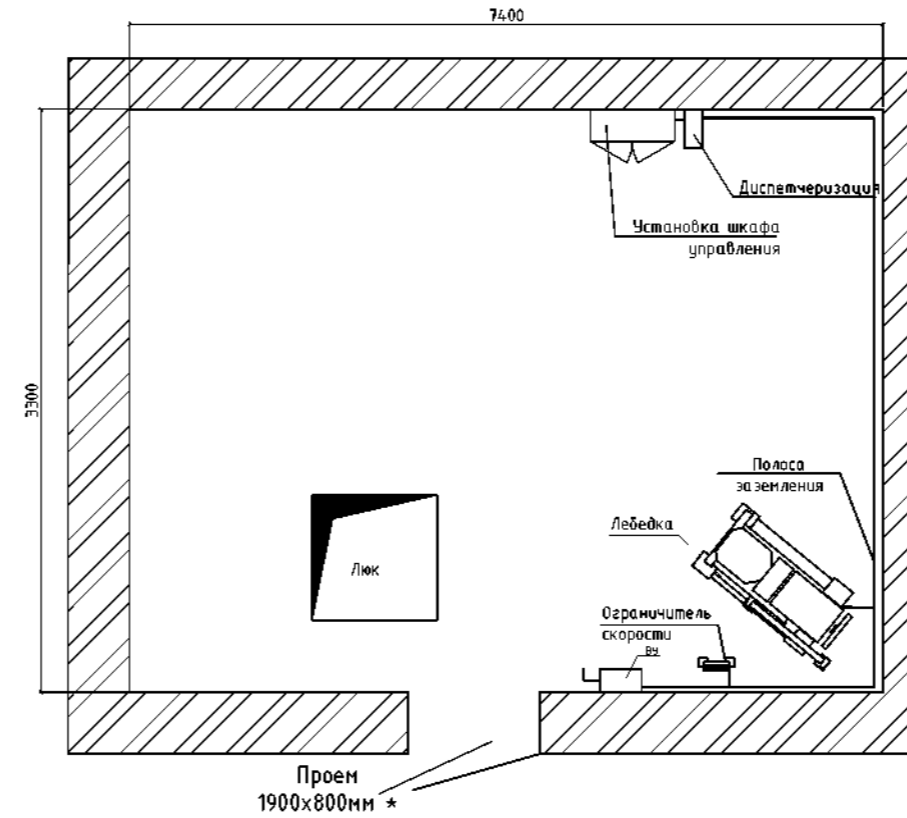 7400
Диспетчеризация
Установка шкафа
управления
3300
Полоса
заземления
Лебедка
Люк
Ограничитель
скорости
ВУ
Проем
1900х800мм *